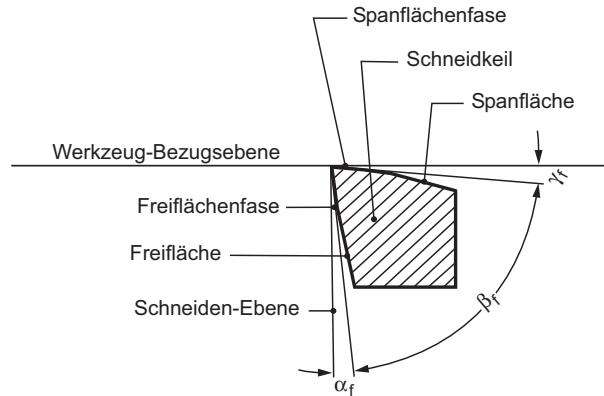 Spanflächenfase
Schneidkeil
Spanfläche
Werkzeug-Bezugsebene
γf
Freiflächenfase
Freifläche
Schneiden-Ebene
βf
αf